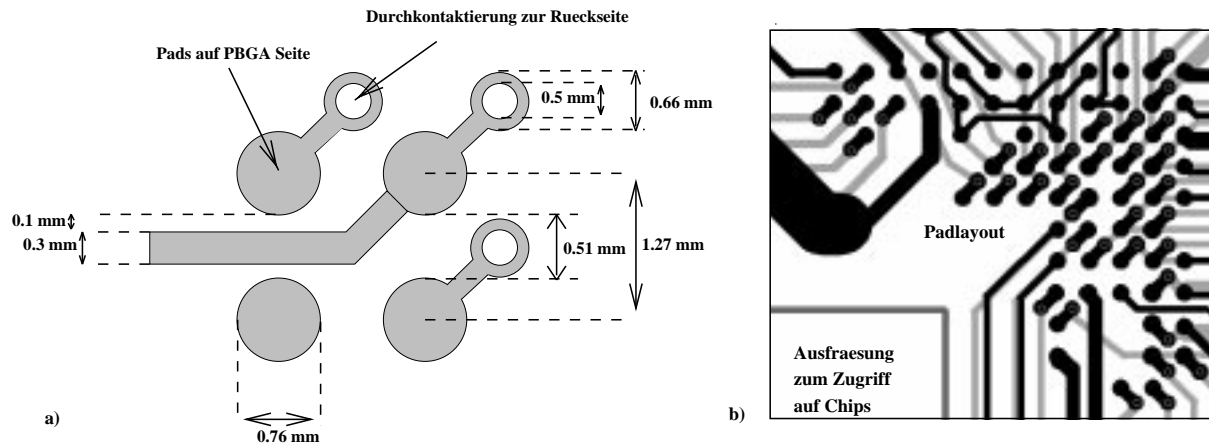 Durchkontaktierung zur Rueckseite
Pads auf PBGA Seite
0.5 mm
0.66 mm
0.1 mm
0.3 mm
0.51 mm
1.27 mm
0.76 mm
a)
Padlayout
Ausfraesung
zum Zugriff
auf Chips
b)